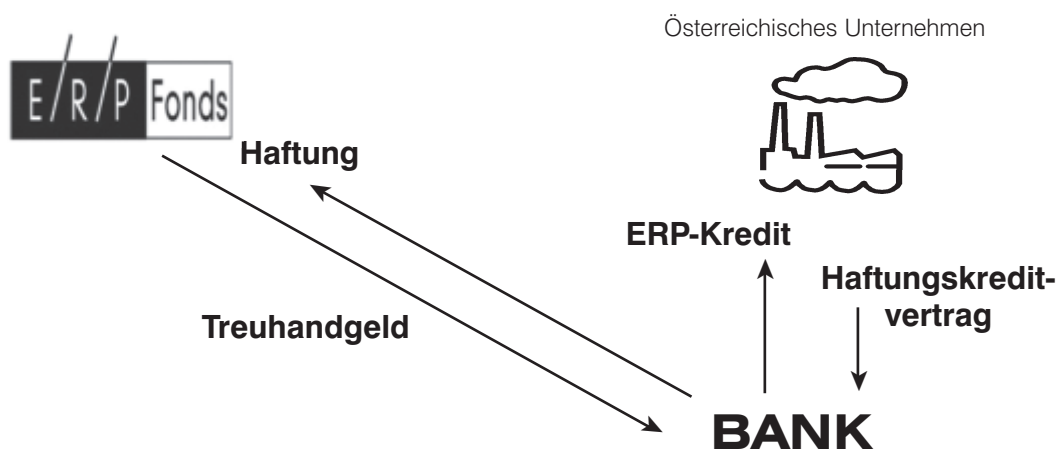 Österreichisches Unternehmen
E/R/P Fonds
Haftung
ERP-Kredit
Haftungskredit-
vertrag
Treuhandgeld
BANK